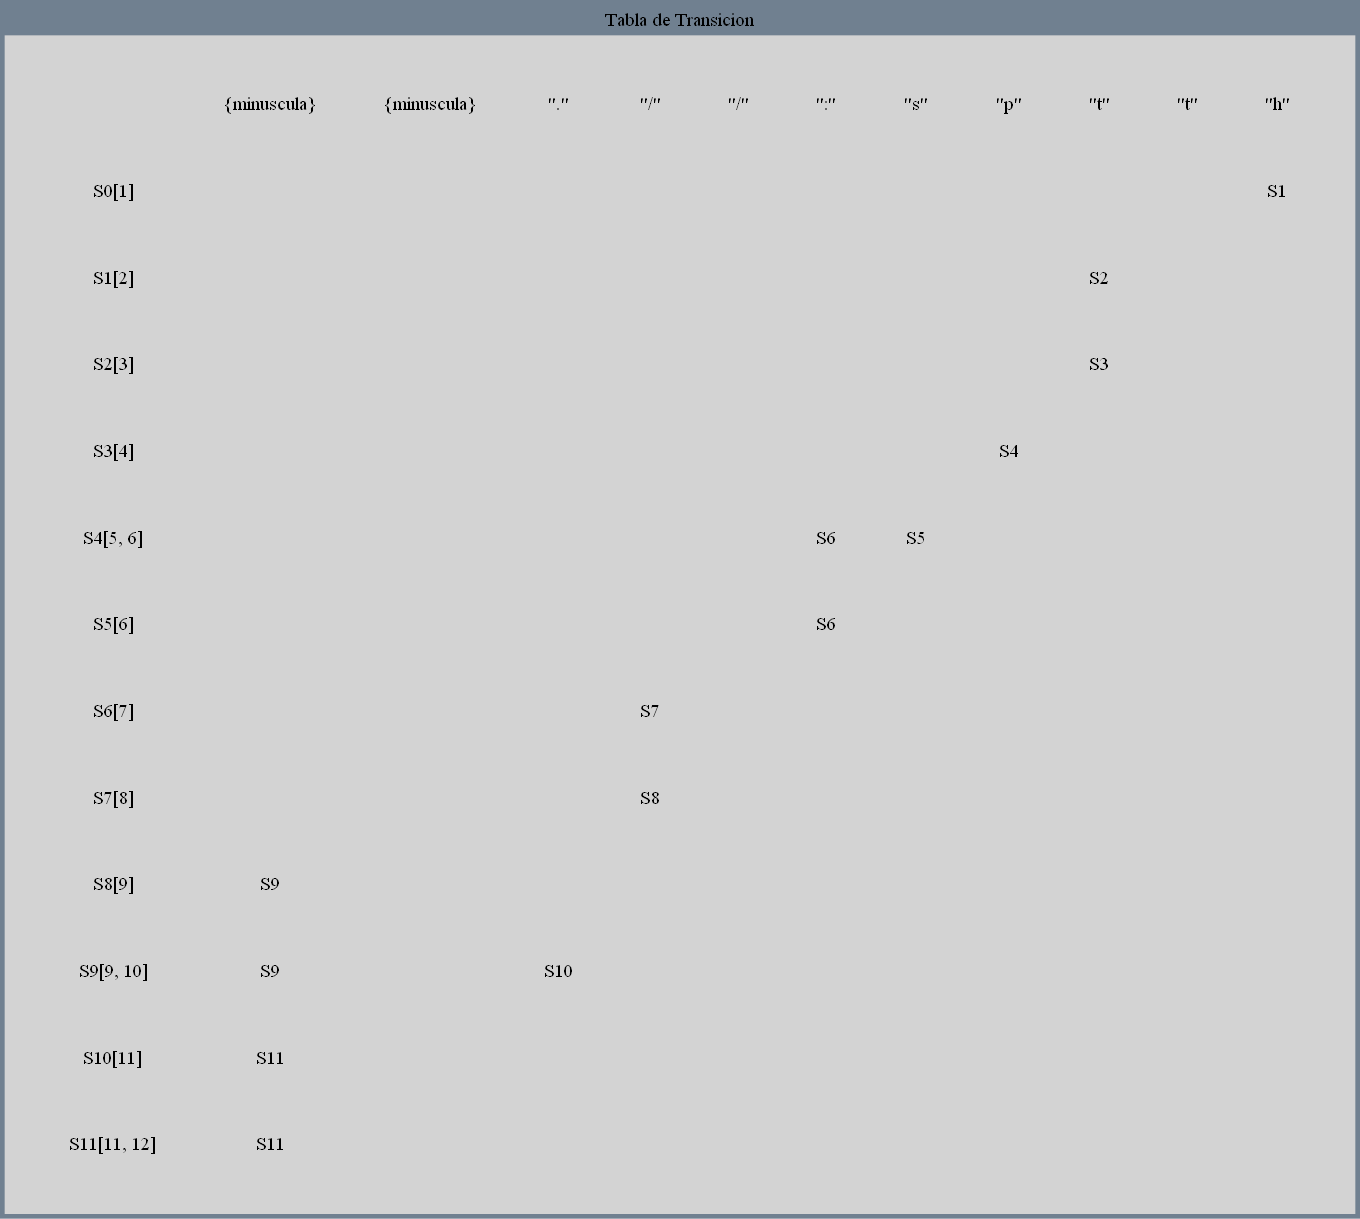 Tabla de Transicion
{minuscula} {minuscula} "." "/" "/" ":" "s" "p" "t" "t" "h"
S0[1] S1
S1[2] S2
S2[3] S3
S3[4] S4
S4[5, 6] S6 S5
S5[6] S6
S6[7] S7
S7[8] S8
S8[9] S9
S9[9, 10] S9 S10
S10[11] S11
S11[11, 12] S11